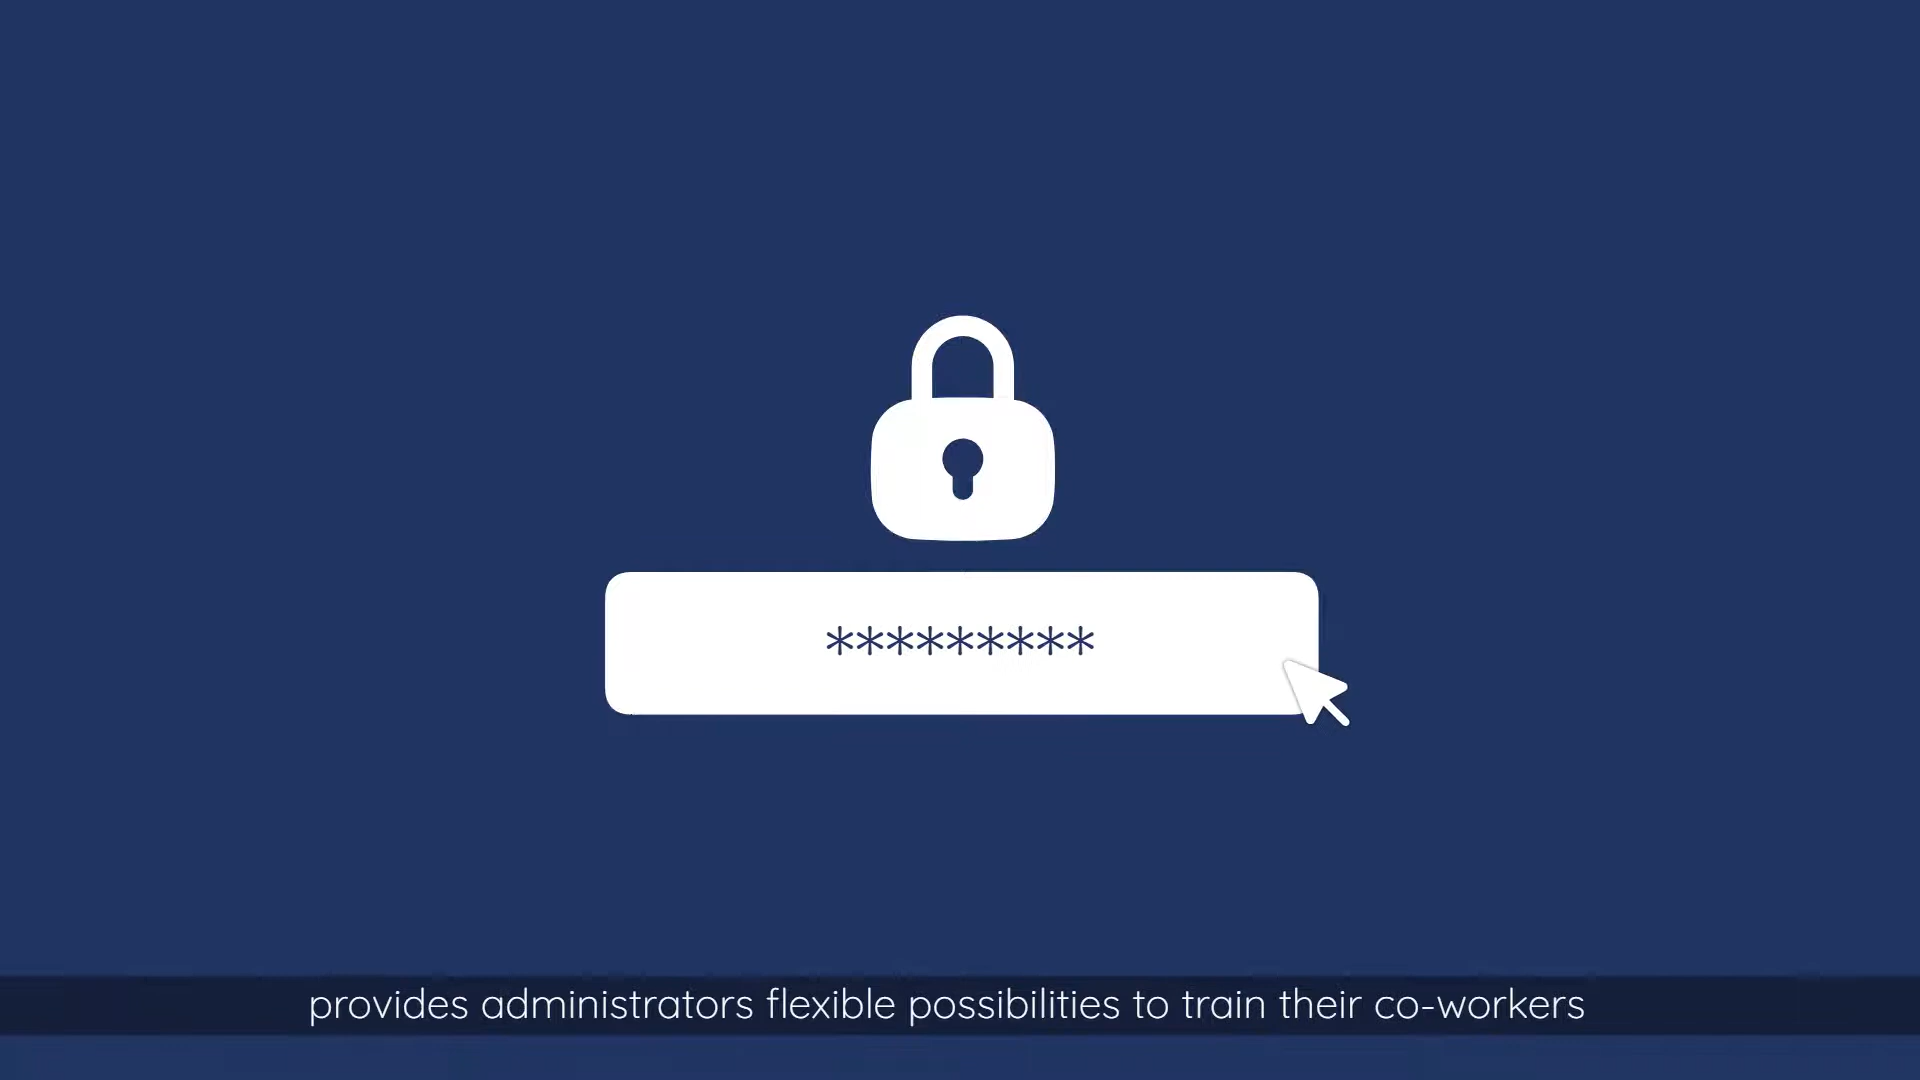 *********
provides administrators flexible possibilities to train their co-workers